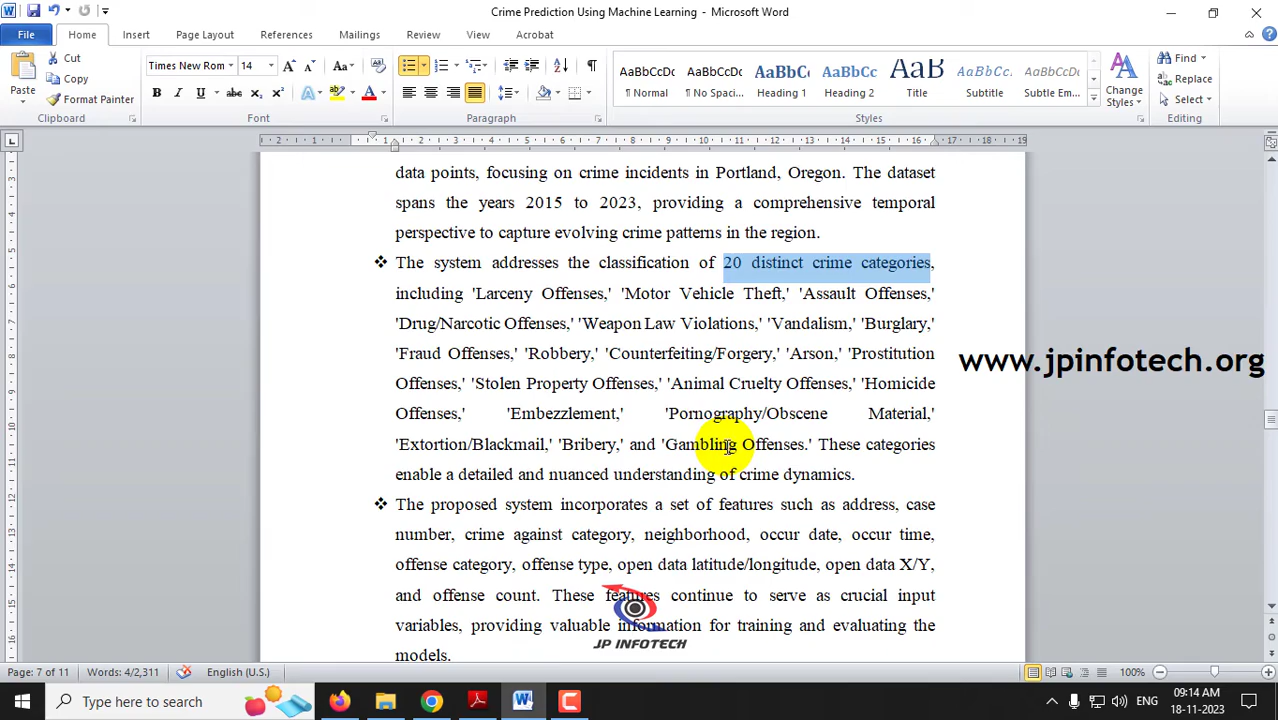 Crime Prediction Using Machine Learning - Microsoft Word
File Home Insert Page Layout References Mailings Review View Acrobat
Paste Cut Copy Format Painter Clipboard
Times New Rom 14 Font
Paragraph
AaBbCcDc ¶ Normal AaBbCcDc ¶ No Spaci... AaBbCc Heading 1 AaBbCc Heading 2 AaB Title AaBbCcI Subtitle AaBbCcDc Subtle Em... Change Styles Styles
Find Replace Select Editing
data points, focusing on crime incidents in Portland, Oregon. The dataset
spans the years 2015 to 2023, providing a comprehensive temporal
perspective to capture evolving crime patterns in the region.
❖ The system addresses the classification of 20 distinct crime categories,
including 'Larceny Offenses,' 'Motor Vehicle Theft,' 'Assault Offenses,'
'Drug/Narcotic Offenses,' 'Weapon Law Violations,' 'Vandalism,' 'Burglary,'
'Fraud Offenses,' 'Robbery,' 'Counterfeiting/Forgery,' 'Arson,' 'Prostitution
Offenses,' 'Stolen Property Offenses,' 'Animal Cruelty Offenses,' 'Homicide
Offenses,' 'Embezzlement,' 'Pornography/Obscene Material,'
'Extortion/Blackmail,' 'Bribery,' and 'Gambling Offenses.' These categories
enable a detailed and nuanced understanding of crime dynamics.
❖ The proposed system incorporates a set of features such as address, case
number, crime against category, neighborhood, occur date, occur time,
offense category, offense type, open data latitude/longitude, open data X/Y,
and offense count. These features continue to serve as crucial input
variables, providing valuable information for training and evaluating the
models.
www.jpinfotech.org
JP INFOTECH
Page: 7 of 11 Words: 4/2,311 English (U.S.) 100%
Type here to search
ENG 09:14 AM
18-11-2023